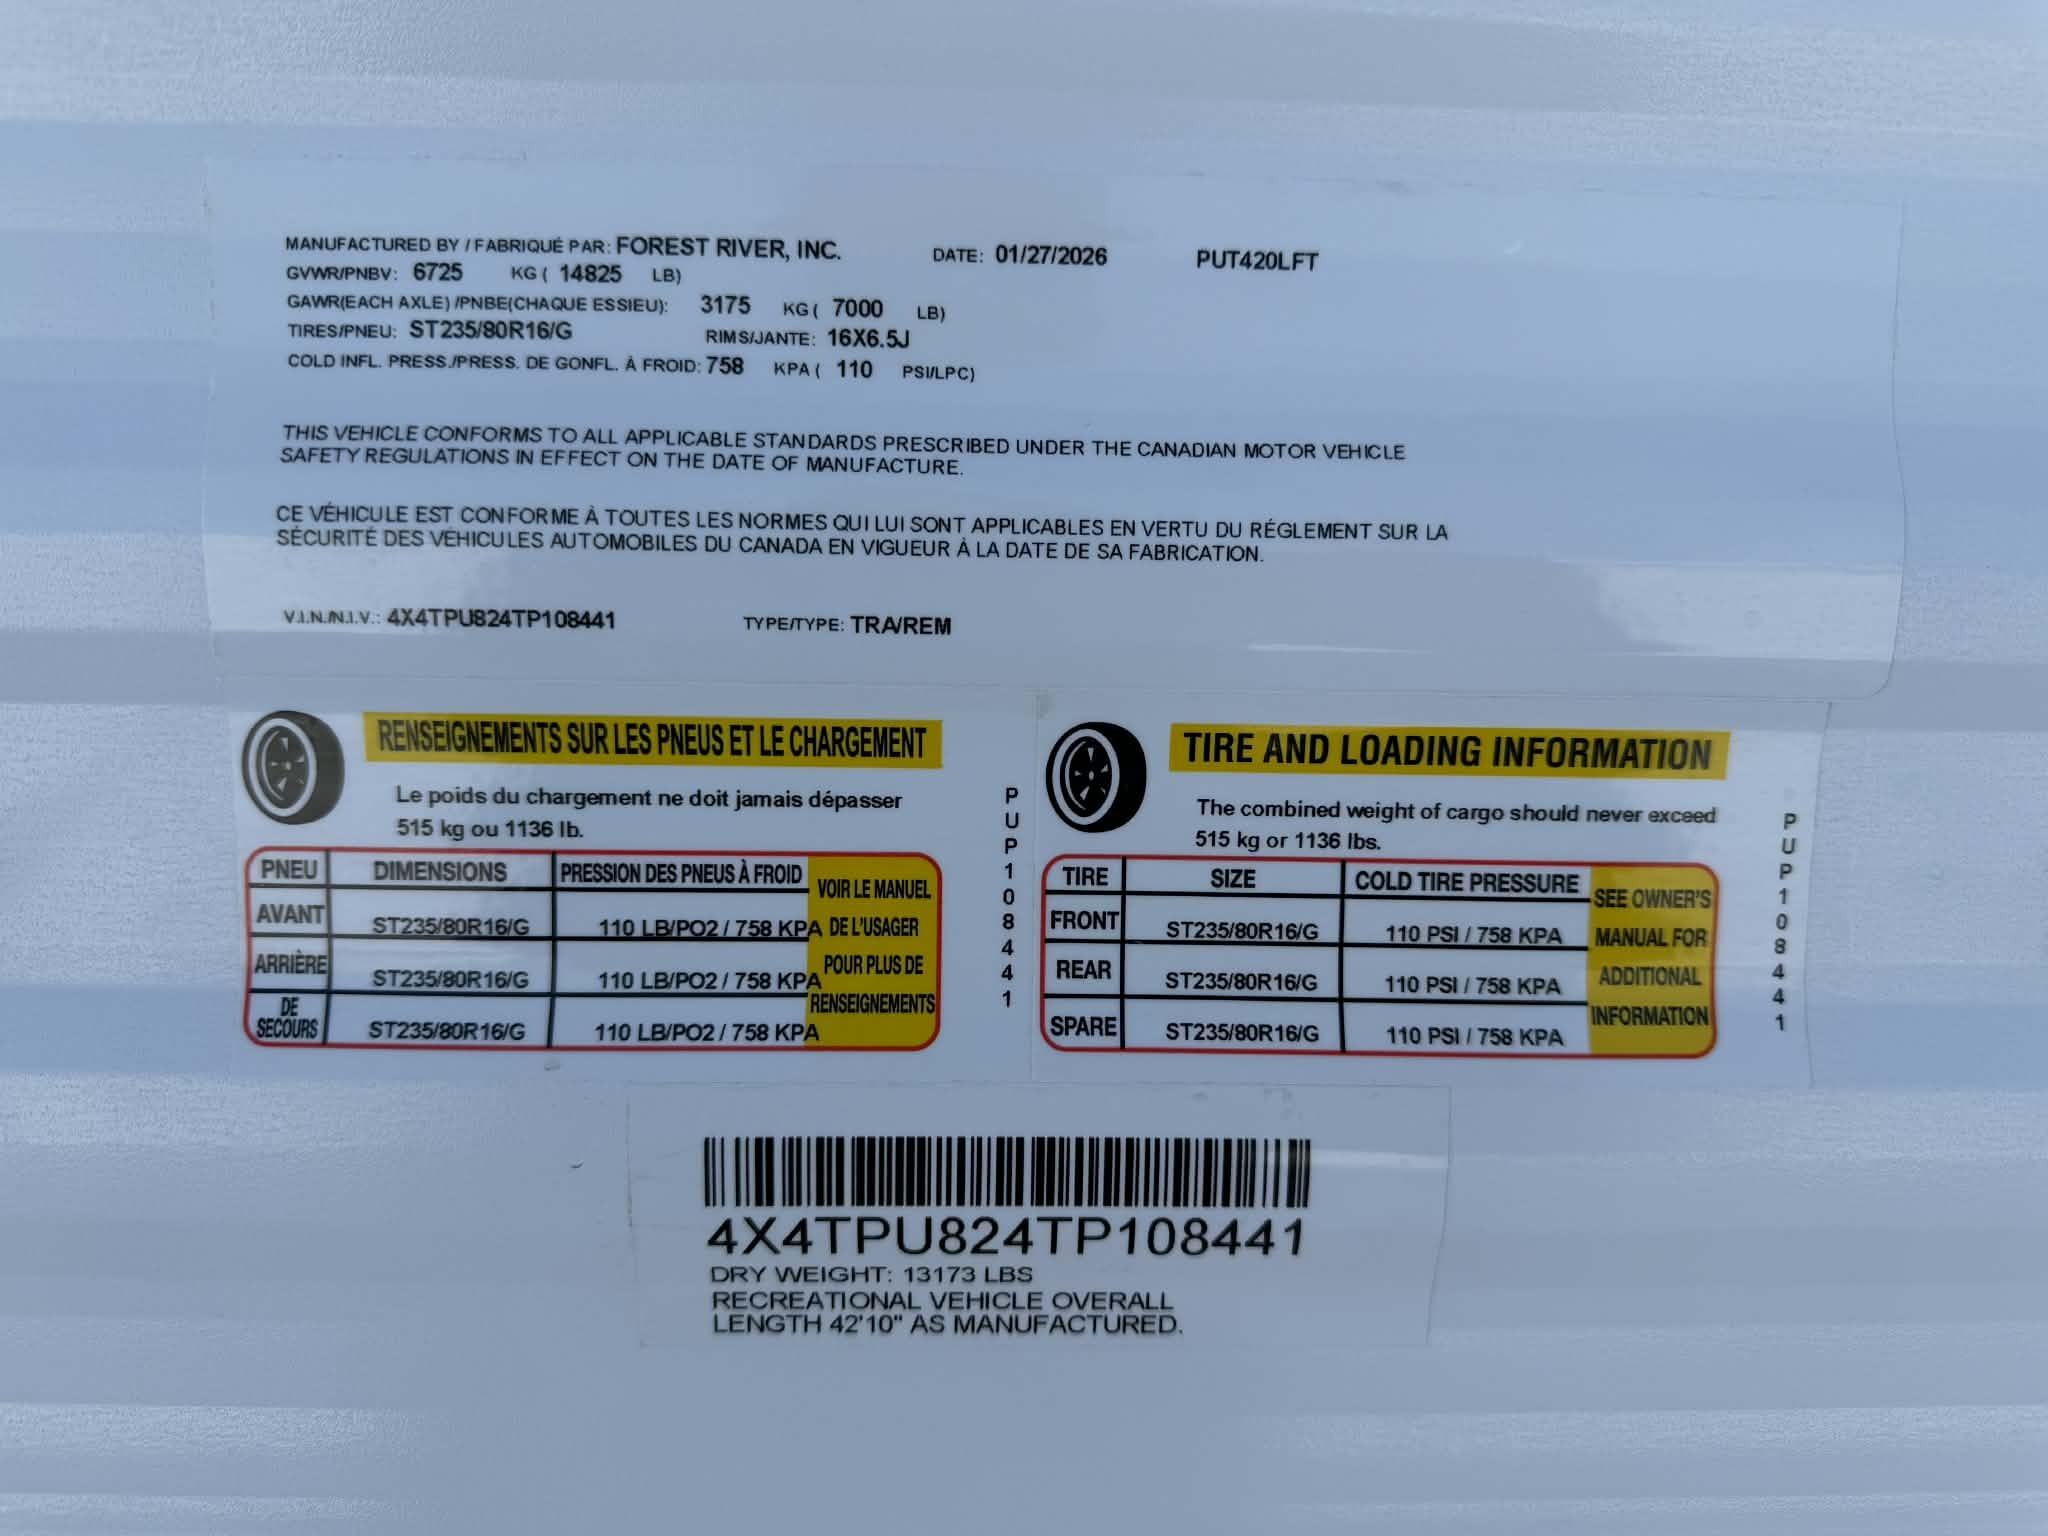 MANUFACTURED BY / FABRIQUÉ PAR: FOREST RIVER, INC. DATE: 01/27/2026 PUT420LFT
GVWR/PNBV: 6725 KG ( 14825 LB)
GAWR(EACH AXLE) /PNBE(CHAQUE ESSIEU): 3175 KG ( 7000 LB)
TIRES/PNEU: ST235/80R16/G RIMS/JANTE: 16X6.5J
COLD INFL. PRESS./PRESS. DE GONFL. À FROID: 758 KPA ( 110 PSI/LPC)
THIS VEHICLE CONFORMS TO ALL APPLICABLE STANDARDS PRESCRIBED UNDER THE CANADIAN MOTOR VEHICLE
SAFETY REGULATIONS IN EFFECT ON THE DATE OF MANUFACTURE.
CE VÉHICULE EST CONFORME À TOUTES LES NORMES QUI LUI SONT APPLICABLES EN VERTU DU RÉGLEMENT SUR LA
SÉCURITÉ DES VÉHICULES AUTOMOBILES DU CANADA EN VIGUEUR À LA DATE DE SA FABRICATION.
V.I.N./N.I.V.: 4X4TPU824TP108441 TYPE/TYPE: TRA/REM
RENSEIGNEMENTS SUR LES PNEUS ET LE CHARGEMENT
Le poids du chargement ne doit jamais dépasser
515 kg ou 1136 lb.
PNEU DIMENSIONS PRESSION DES PNEUS À FROID
AVANT ST235/80R16/G 110 LB/PO2 / 758 KPA
ARRIÈRE ST235/80R16/G 110 LB/PO2 / 758 KPA
DE
SECOURS ST235/80R16/G 110 LB/PO2 / 758 KPA
VOIR LE MANUEL
DE L'USAGER
POUR PLUS DE
RENSEIGNEMENTS
PUP108441
TIRE AND LOADING INFORMATION
The combined weight of cargo should never exceed
515 kg or 1136 lbs.
TIRE SIZE COLD TIRE PRESSURE
FRONT ST235/80R16/G 110 PSI / 758 KPA
REAR ST235/80R16/G 110 PSI / 758 KPA
SPARE ST235/80R16/G 110 PSI / 758 KPA
SEE OWNER'S
MANUAL FOR
ADDITIONAL
INFORMATION
PUP108441
4X4TPU824TP108441
DRY WEIGHT: 13173 LBS
RECREATIONAL VEHICLE OVERALL
LENGTH 42'10" AS MANUFACTURED.